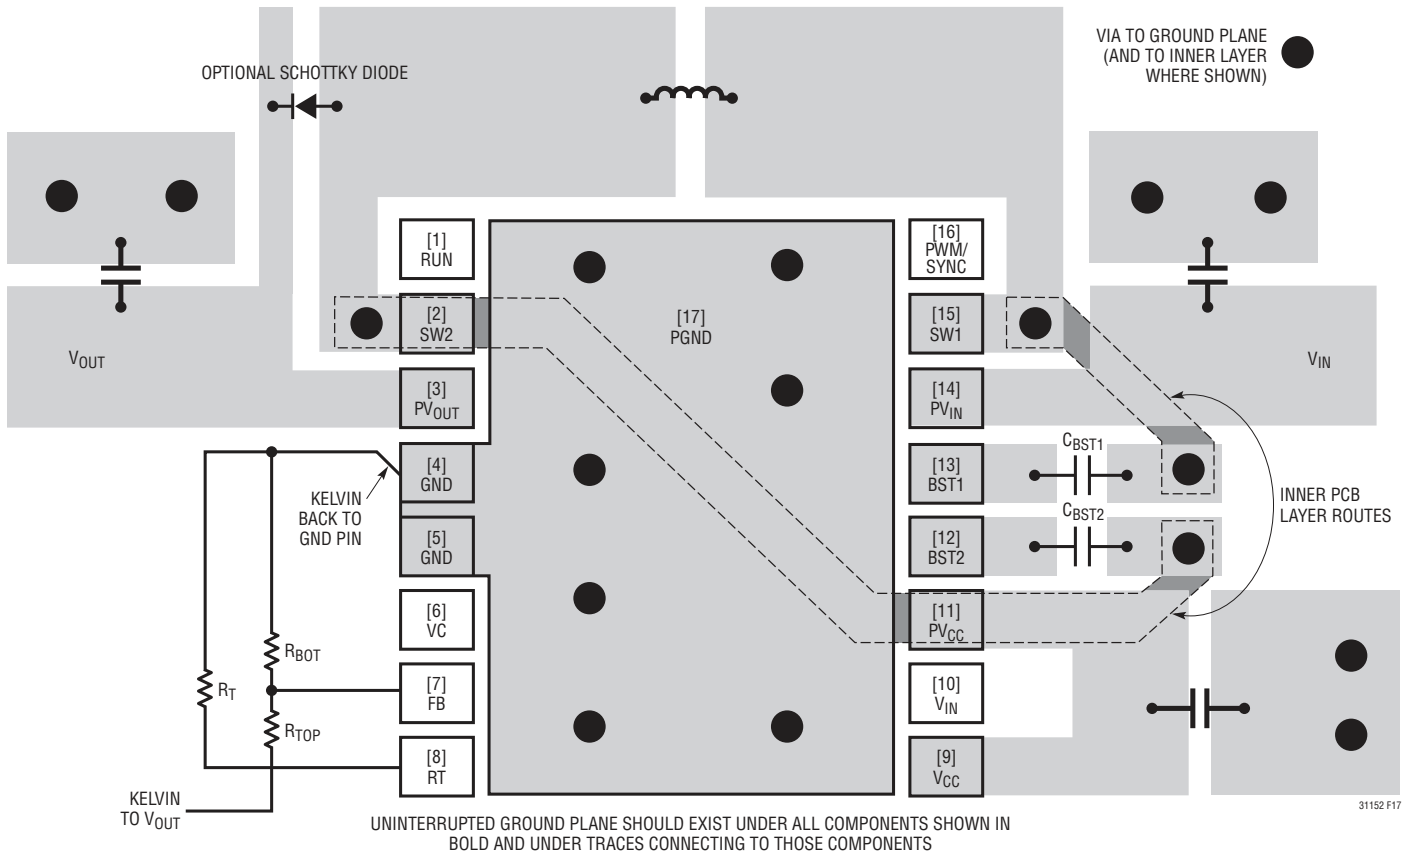 VIA TO GROUND PLANE
(AND TO INNER LAYER
WHERE SHOWN)
OPTIONAL SCHOTTKY DIODE
[1]
RUN
[2]
SW2
[3]
PVOUT
[4]
GND
[5]
GND
[6]
VC
[7]
FB
[8]
RT
[17]
PGND
[16]
PWM/
SYNC
[15]
SW1
[14]
PVIN
[13]
BST1
[12]
BST2
[11]
PVCC
[10]
VIN
[9]
VCC
VOUT
VIN
CBST1
CBST2
INNER PCB
LAYER ROUTES
KELVIN
BACK TO
GND PIN
RBOT
RT
RTOP
KELVIN
TO VOUT
31152 F17
UNINTERRUPTED GROUND PLANE SHOULD EXIST UNDER ALL COMPONENTS SHOWN IN
BOLD AND UNDER TRACES CONNECTING TO THOSE COMPONENTS